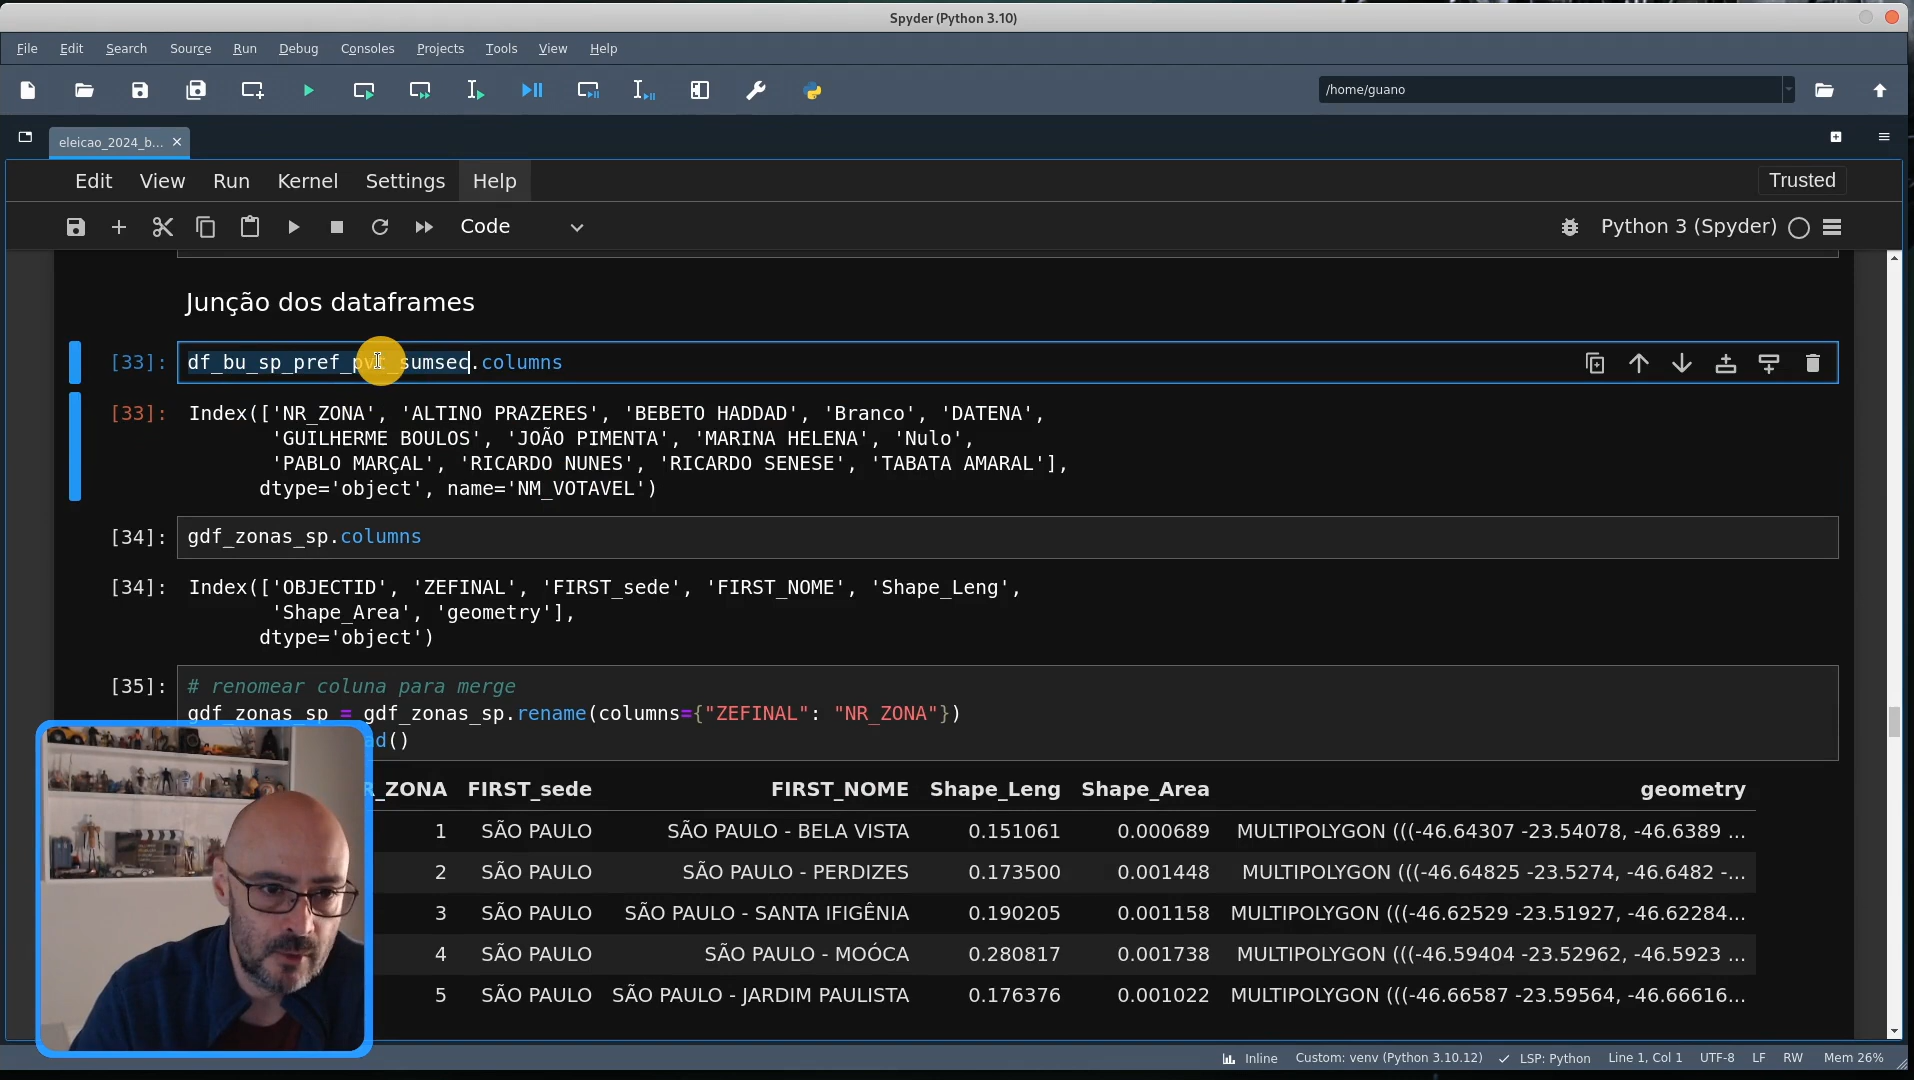 Spyder (Python 3.10)
File Edit Search Source Run Debug Consoles Projects Tools View Help
/home/guano
eleicao_2024_b...
Edit View Run Kernel Settings Help
Trusted
Code
Python 3 (Spyder)
Junção dos dataframes
[33]: df_bu_sp_pref_pvt_sumsec.columns
[33]: Index(['NR_ZONA', 'ALTINO PRAZERES', 'BEBETO HADDAD', 'Branco', 'DATENA',
'GUILHERME BOULOS', 'JOÃO PIMENTA', 'MARINA HELENA', 'Nulo',
'PABLO MARÇAL', 'RICARDO NUNES', 'RICARDO SENESE', 'TABATA AMARAL'],
dtype='object', name='NM_VOTAVEL')
[34]: gdf_zonas_sp.columns
[34]: Index(['OBJECTID', 'ZEFINAL', 'FIRST_sede', 'FIRST_NOME', 'Shape_Leng',
'Shape_Area', 'geometry'],
dtype='object')
[35]: # renomear coluna para merge
gdf_zonas_sp = gdf_zonas_sp.rename(columns={"ZEFINAL": "NR_ZONA"})
ad()
R_ZONA FIRST_sede FIRST_NOME Shape_Leng Shape_Area geometry
1 SÃO PAULO SÃO PAULO - BELA VISTA 0.151061 0.000689 MULTIPOLYGON (((-46.64307 -23.54078, -46.6389 ...
2 SÃO PAULO SÃO PAULO - PERDIZES 0.173500 0.001448 MULTIPOLYGON (((-46.64825 -23.5274, -46.6482 -...
3 SÃO PAULO SÃO PAULO - SANTA IFIGÊNIA 0.190205 0.001158 MULTIPOLYGON (((-46.62529 -23.51927, -46.62284...
4 SÃO PAULO SÃO PAULO - MOÓCA 0.280817 0.001738 MULTIPOLYGON (((-46.59404 -23.52962, -46.5923 ...
5 SÃO PAULO SÃO PAULO - JARDIM PAULISTA 0.176376 0.001022 MULTIPOLYGON (((-46.66587 -23.59564, -46.66616...
Inline Custom: venv (Python 3.10.12) LSP: Python Line 1, Col 1 UTF-8 LF RW Mem 26%